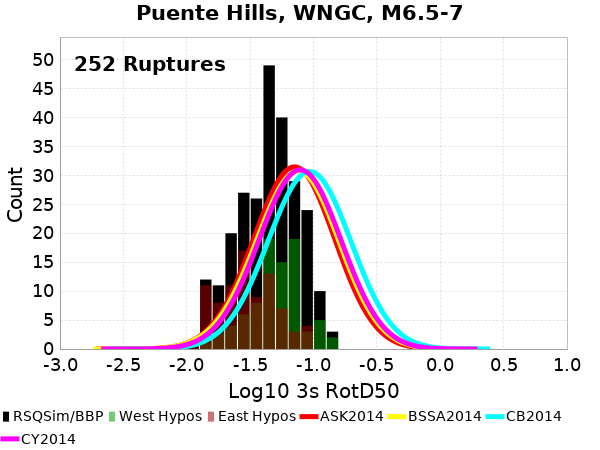 Puente Hills, WNGC, M6.5-7
252 Ruptures
Count
50
45
40
35
30
25
20
15
10
5
0
-3.0 -2.5 -2.0 -1.5 -1.0 -0.5 0.0 0.5 1.0
Log10 3s RotD50
RSQSim/BBP West Hypos East Hypos ASK2014 BSSA2014 CB2014
CY2014